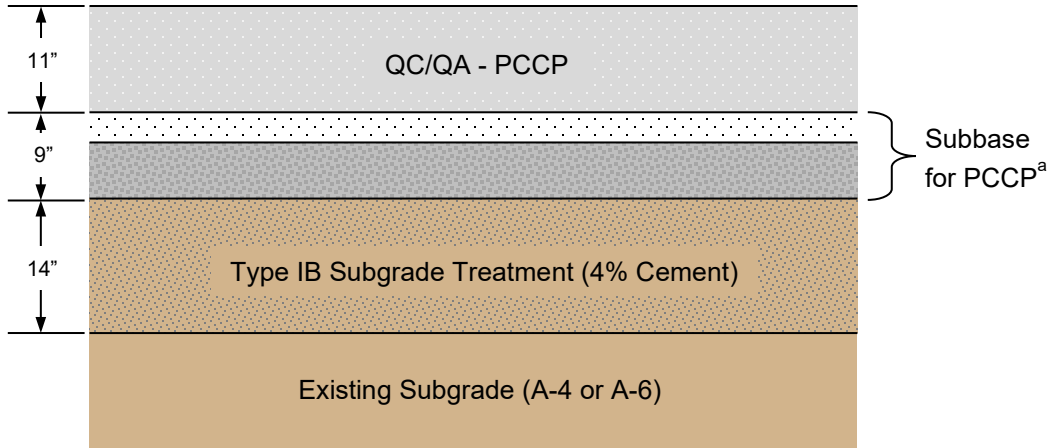 11”
QC/QA - PCCP
9”
Subbase
for PCCPª
14”
Type IB Subgrade Treatment (4% Cement)
Existing Subgrade (A-4 or A-6)